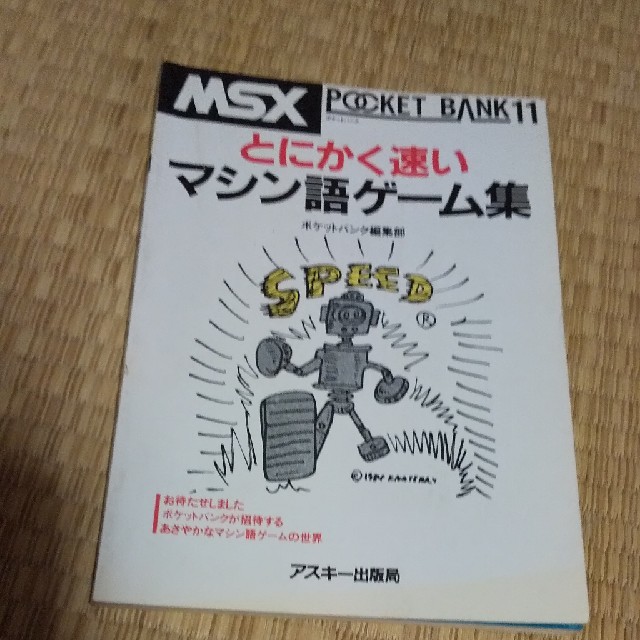 MSX POCKET BANK 11
とにかく速い
マシン語ゲーム集
ポケットバンク編集部
SPEED
®
お待たせしました
ポケットバンクが招待する
あざやかなマシン語ゲームの世界
アスキー出版局